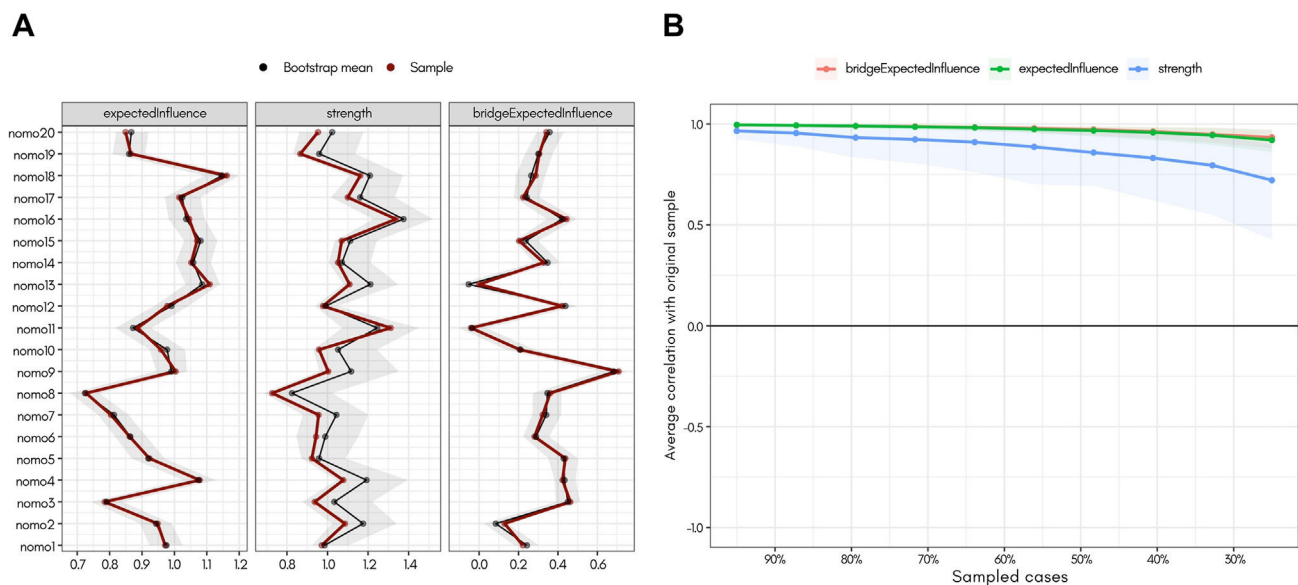 A
B
Bootstrap mean Sample
bridgeExpectedInfluence expectedInfluence strength
expectedInfluence strength bridgeExpectedInfluence
nomo20
nomo19
nomo18
nomo17
nomo16
nomo15
nomo14
nomo13
nomo12
nomo11
nomo10
nomo9
nomo8
nomo7
nomo6
nomo5
nomo4
nomo3
nomo2
nomo1
0.7 0.8 0.9 1.0 1.1 1.2 0.8 1.0 1.2 1.4 0.0 0.2 0.4 0.6
Average correlation with original sample
1.0
0.5
0.0
-0.5
-1.0
90% 80% 70% 60% 50% 40% 30%
Sampled cases